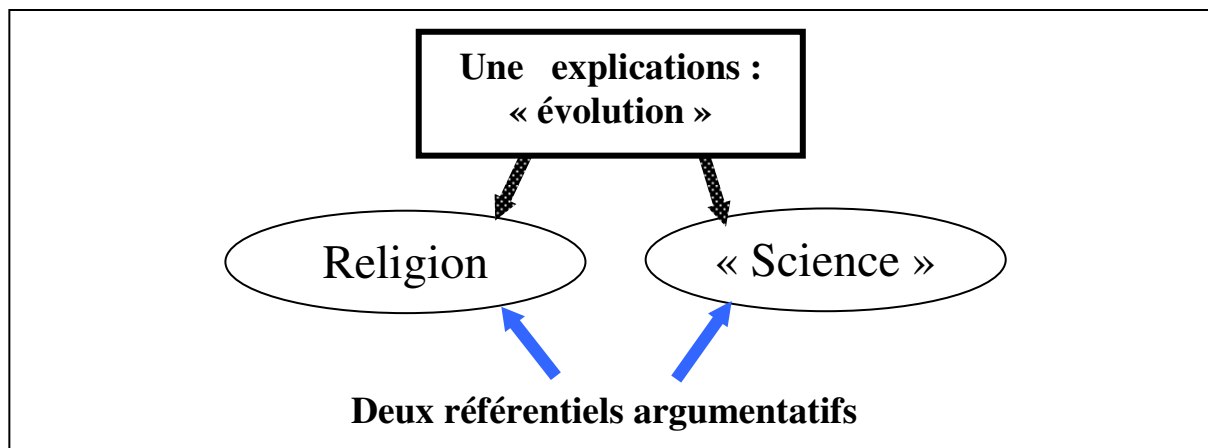 Une explications :
« évolution »
Religion
« Science »
Deux référentiels argumentatifs